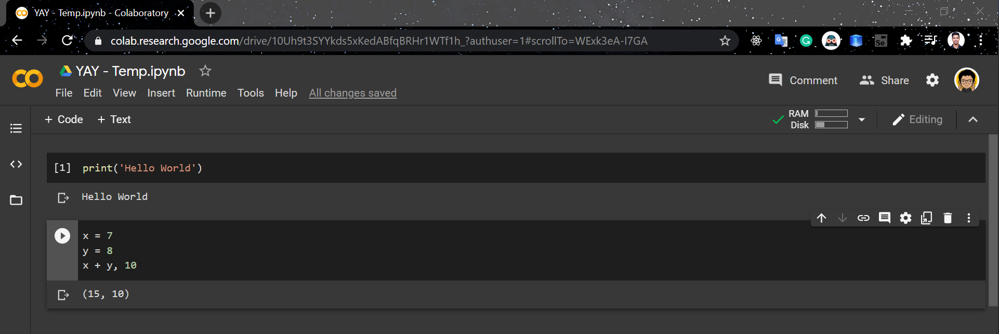 YAY - Temp.ipynb - Colaboratory
colab.research.google.com/drive/10Uh9t3SYYkds5xKedABfqBRHr1WTf1h_?authuser=1#scrollTo=WExk3eA-I7GA
G
G
Se
YAY - Temp.ipynb
Comment
Share
File Edit View Insert Runtime Tools Help All changes saved
+ Code + Text
RAM
Disk
Editing
[1] print('Hello World')
Hello World
x = 7
y = 8
x + y, 10
(15, 10)